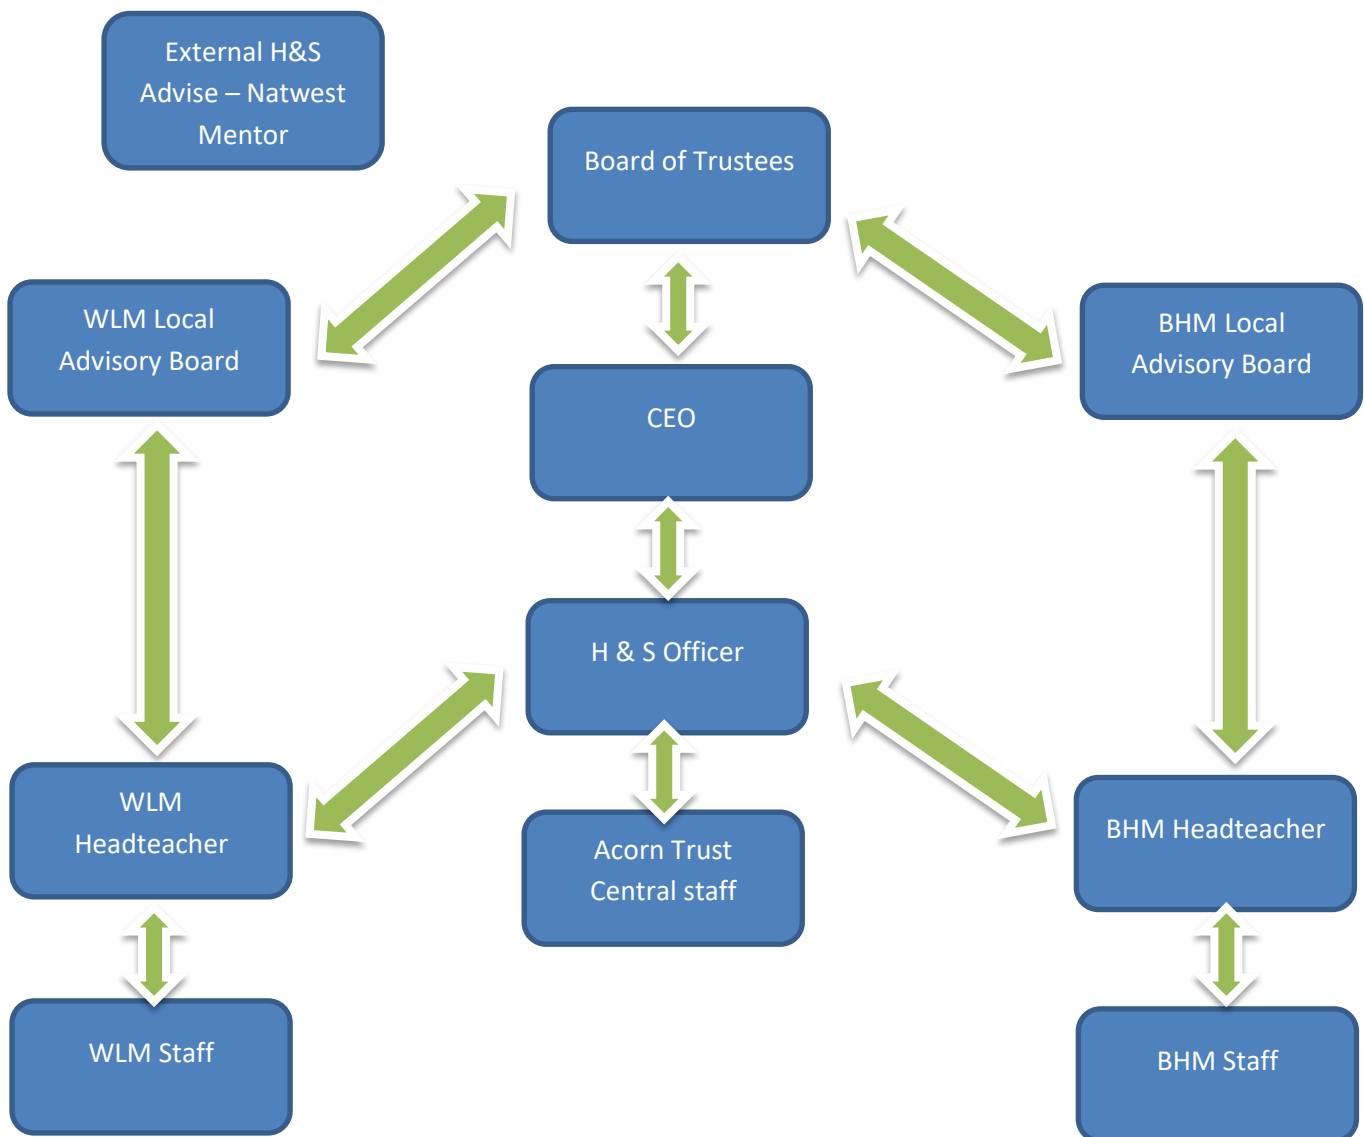 External H&S
Advise – Natwest
Mentor
Board of Trustees
WLM Local
Advisory Board
BHM Local
Advisory Board
CEO
H & S Officer
WLM
Headteacher
Acorn Trust
Central staff
BHM Headteacher
WLM Staff
BHM Staff